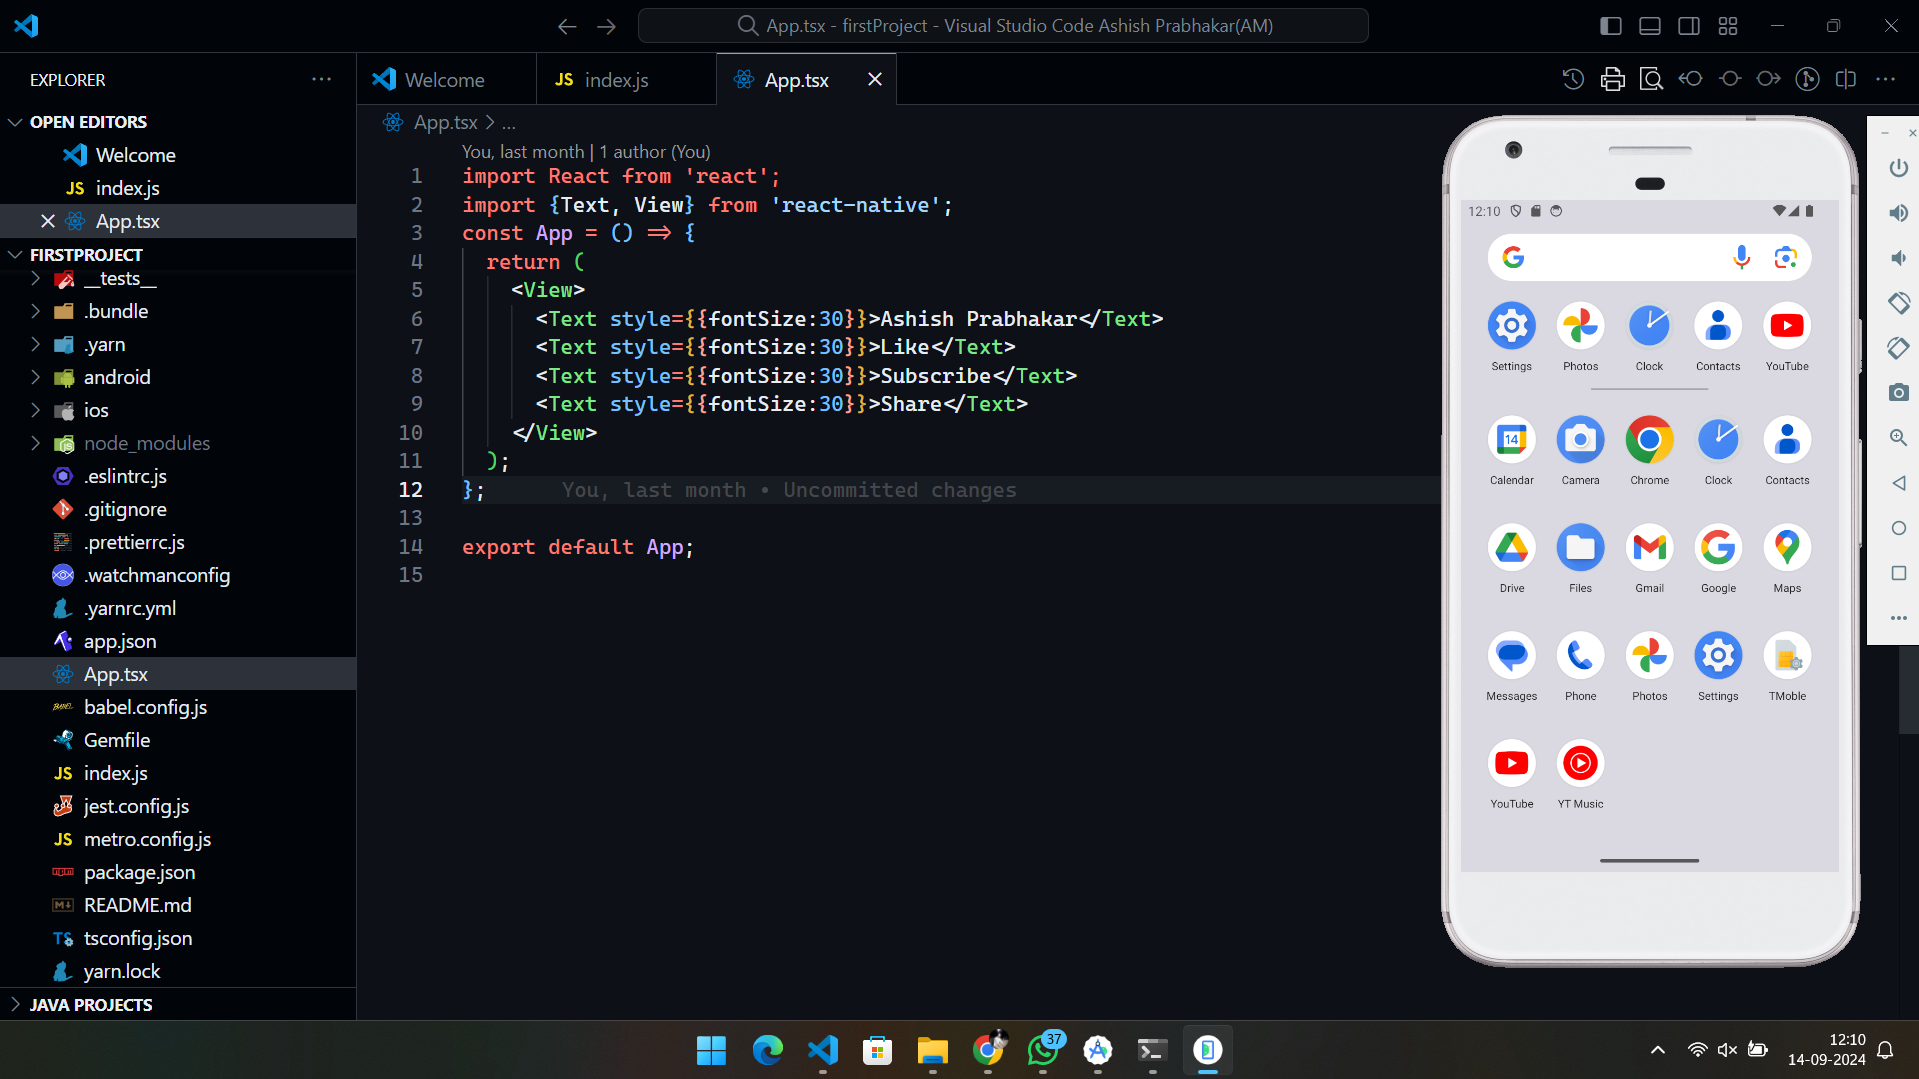 App.tsx - firstProject - Visual Studio Code Ashish Prabhakar(AM)
EXPLORER
Welcome
JS index.js
App.tsx
OPEN EDITORS
Welcome
JS index.js
App.tsx
FIRSTPROJECT
__tests__
.bundle
.yarn
android
ios
node_modules
.eslintrc.js
.gitignore
.prettierrc.js
.watchmanconfig
.yarnrc.yml
app.json
App.tsx
babel.config.js
Gemfile
JS index.js
jest.config.js
JS metro.config.js
package.json
README.md
TS tsconfig.json
yarn.lock
JAVA PROJECTS
App.tsx > ...
You, last month | 1 author (You)
1 import React from 'react';
2 import {Text, View} from 'react-native';
3 const App = () => {
4 return (
5 <View>
6 <Text style={{fontSize:30}}>Ashish Prabhakar</Text>
7 <Text style={{fontSize:30}}>Like</Text>
8 <Text style={{fontSize:30}}>Subscribe</Text>
9 <Text style={{fontSize:30}}>Share</Text>
10 </View>
11 );
12 }; You, last month • Uncommitted changes
13
14 export default App;
15
12:10
Settings Photos Clock Contacts YouTube
14
Calendar Camera Chrome Clock Contacts
Drive Files Gmail Google Maps
Messages Phone Photos Settings TMoble
YouTube YT Music
37
12:10
14-09-2024